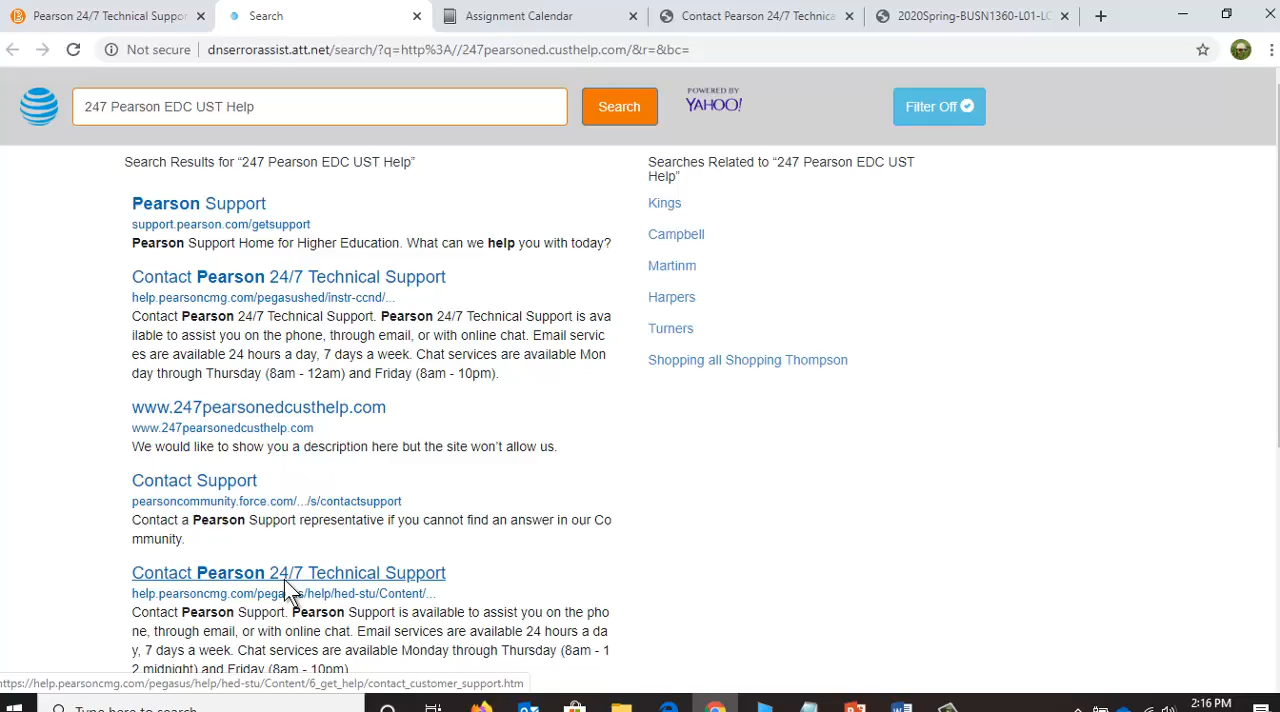 Pearson 24/7 Technical Suppor
Search
Assignment Calendar
Contact Pearson 24/7 Technica
2020Spring-BUSN1360-L01-LC
Not secure
dnserrorassist.att.net/search/?q=http%3A//247pearsoned.custhelp.com/&r=&bc=
247 Pearson EDC UST Help
Search
POWERED BY
YAHOO!
Filter Off
Search Results for “247 Pearson EDC UST Help”
Pearson Support
support.pearson.com/getsupport
Pearson Support Home for Higher Education. What can we help you with today?
Contact Pearson 24/7 Technical Support
help.pearsoncmg.com/pegasushed/instr-ccnd/...
Contact Pearson 24/7 Technical Support. Pearson 24/7 Technical Support is ava
ilable to assist you on the phone, through email, or with online chat. Email servic
es are available 24 hours a day, 7 days a week. Chat services are available Mon
day through Thursday (8am - 12am) and Friday (8am - 10pm).
www.247pearsonedcusthelp.com
www.247pearsonedcusthelp.com
We would like to show you a description here but the site won’t allow us.
Contact Support
pearsoncommunity.force.com/.../s/contactsupport
Contact a Pearson Support representative if you cannot find an answer in our Co
mmunity.
Contact Pearson 24/7 Technical Support
help.pearsoncmg.com/pegasus/help/hed-stu/Content/...
Contact Pearson Support. Pearson Support is available to assist you on the pho
ne, through email, or with online chat. Email services are available 24 hours a da
y, 7 days a week. Chat services are available Monday through Thursday (8am - 1
2 midnight) and Friday (8am - 10pm)
Searches Related to “247 Pearson EDC UST
Help”
Kings
Campbell
Martinm
Harpers
Turners
Shopping all Shopping Thompson
https://help.pearsoncmg.com/pegasus/help/hed-stu/Content/6_get_help/contact_customer_support.htm
Type here to search
2:16 PM